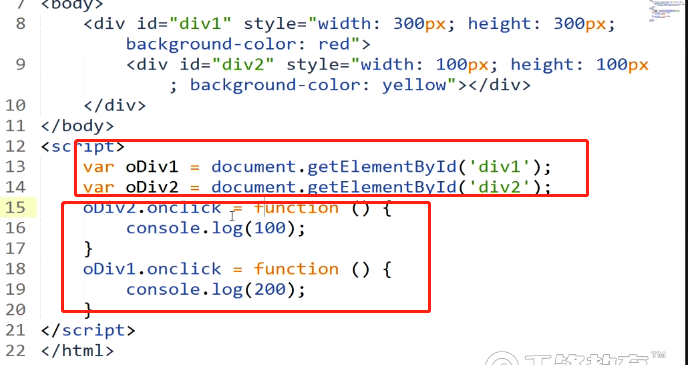 7 <body>
8 <div id="div1" style="width: 300px; height: 300px;
background-color: red">
9 <div id="div2" style="width: 100px; height: 100px
; background-color: yellow"></div>
10 </div>
11 </body>
12 <script>
13 var oDiv1 = document.getElementById('div1');
14 var oDiv2 = document.getElementById('div2');
15 oDiv2.onclick = function () {
16 console.log(100);
17 }
18 oDiv1.onclick = function () {
19 console.log(200);
20 }
21 </script>
22 </html>